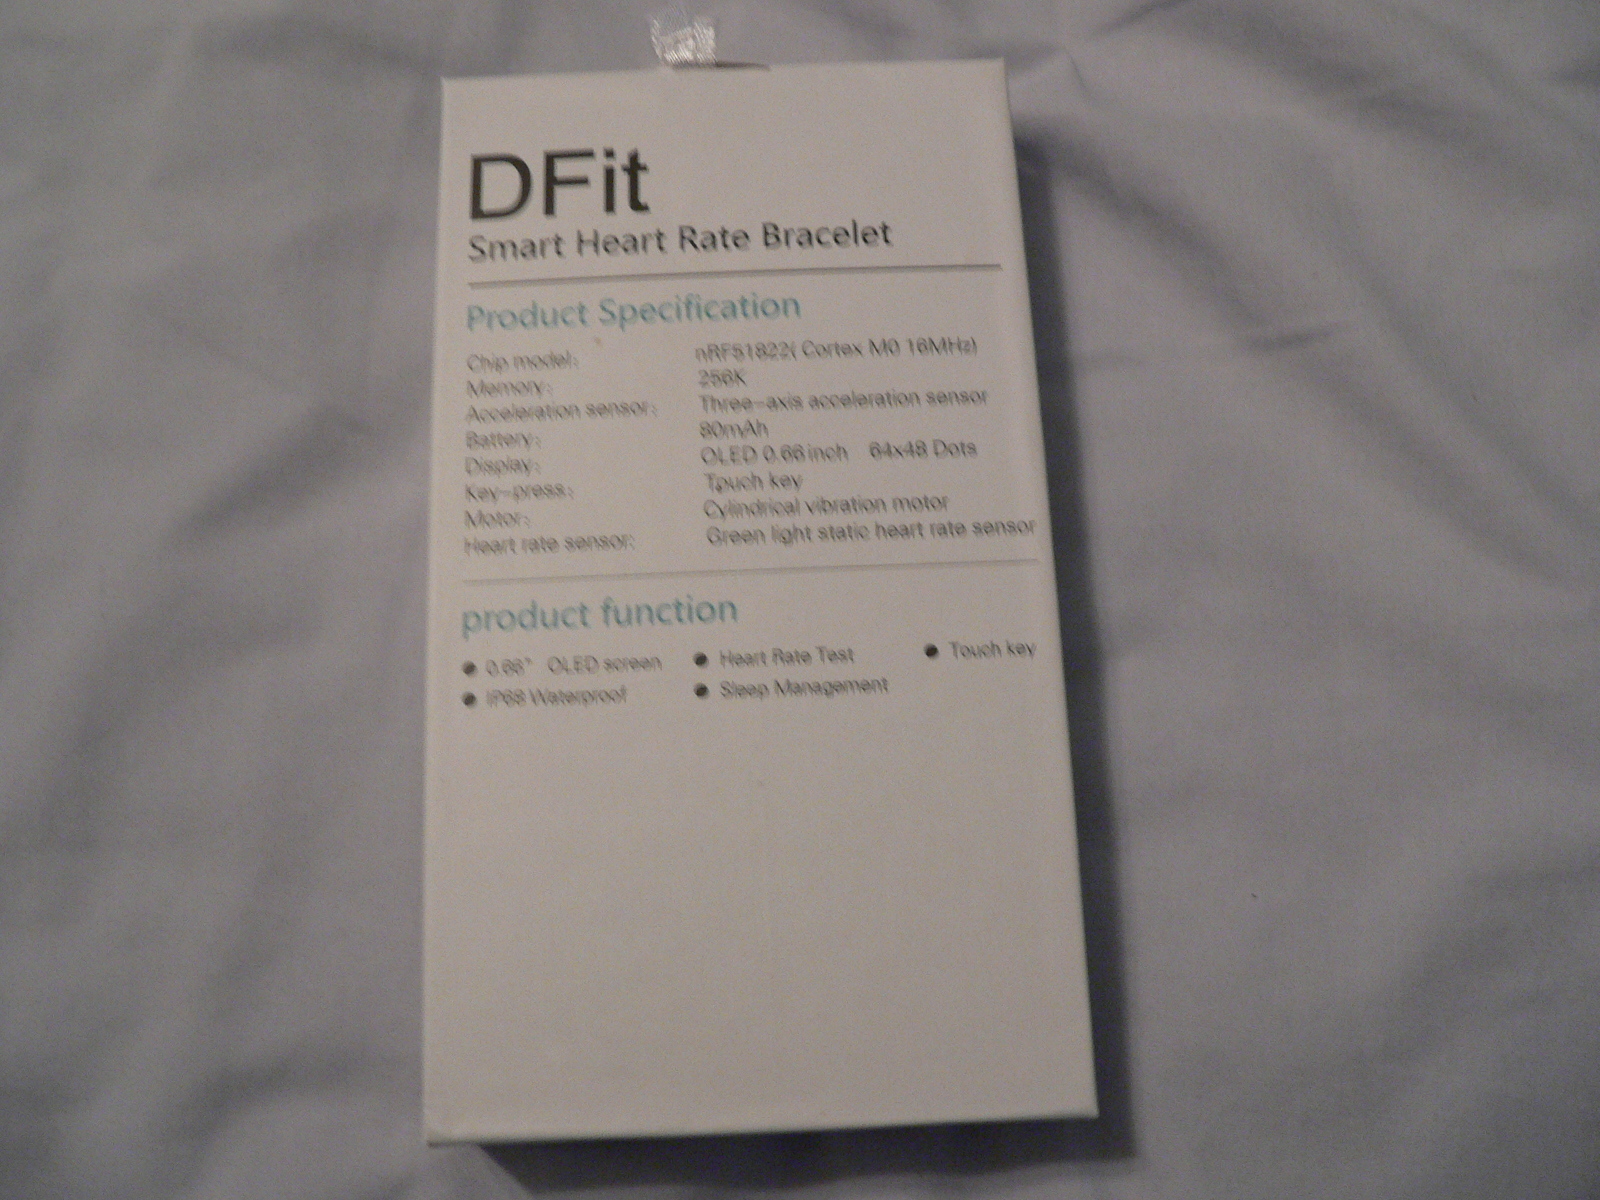 DFit
Smart Heart Rate Bracelet
Product Specification
Chip model: nRF51822( Cortex M0 16MHz)
Memory: 256K
Acceleration sensor: Three-axis acceleration sensor
Battery: 80mAh
Display: OLED 0.66inch 64x48 Dots
Key-press: Touch key
Motor: Cylindrical vibration motor
Heart rate sensor: Green light static heart rate sensor
product function
● 0.66" OLED screen ● Heart Rate Test ● Touch key
● IP68 Waterproof ● Sleep Management